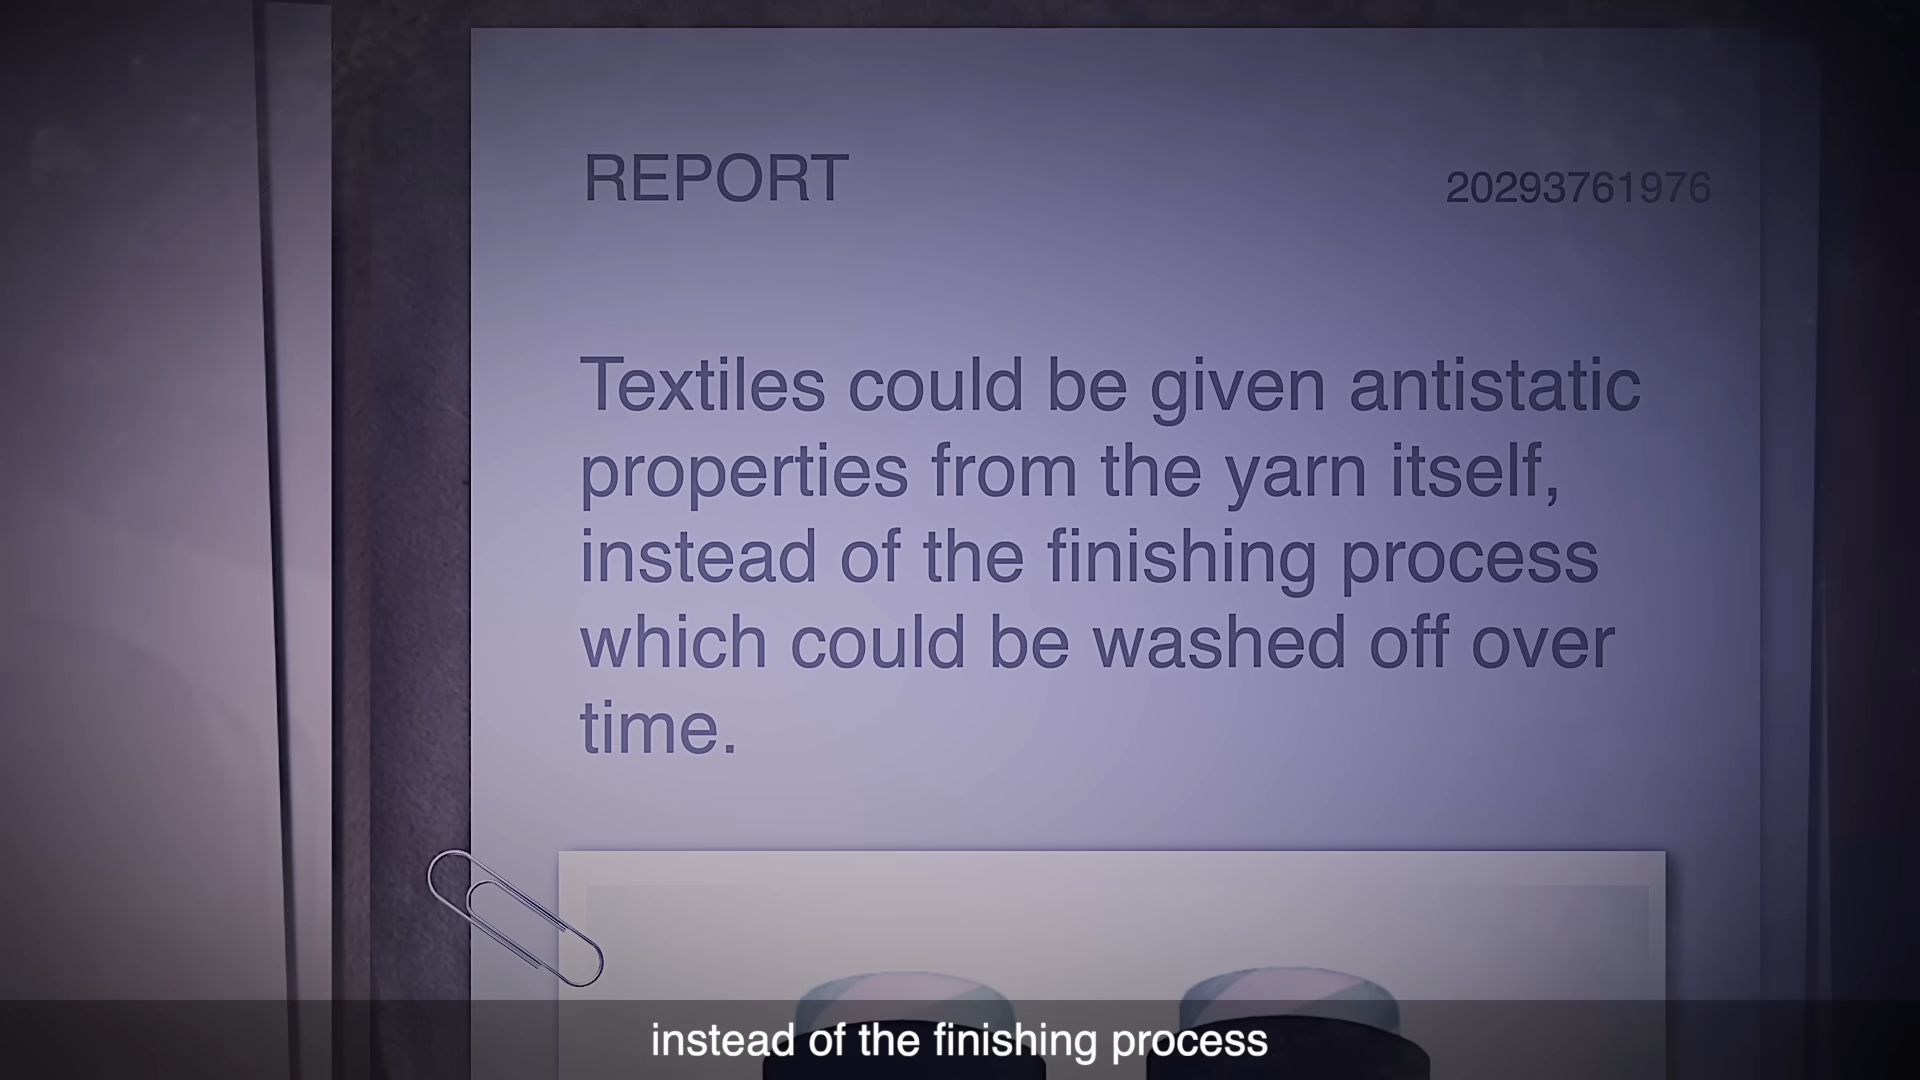 REPORT
20293761976
Textiles could be given antistatic
properties from the yarn itself,
instead of the finishing process
which could be washed off over
time.
instead of the finishing process